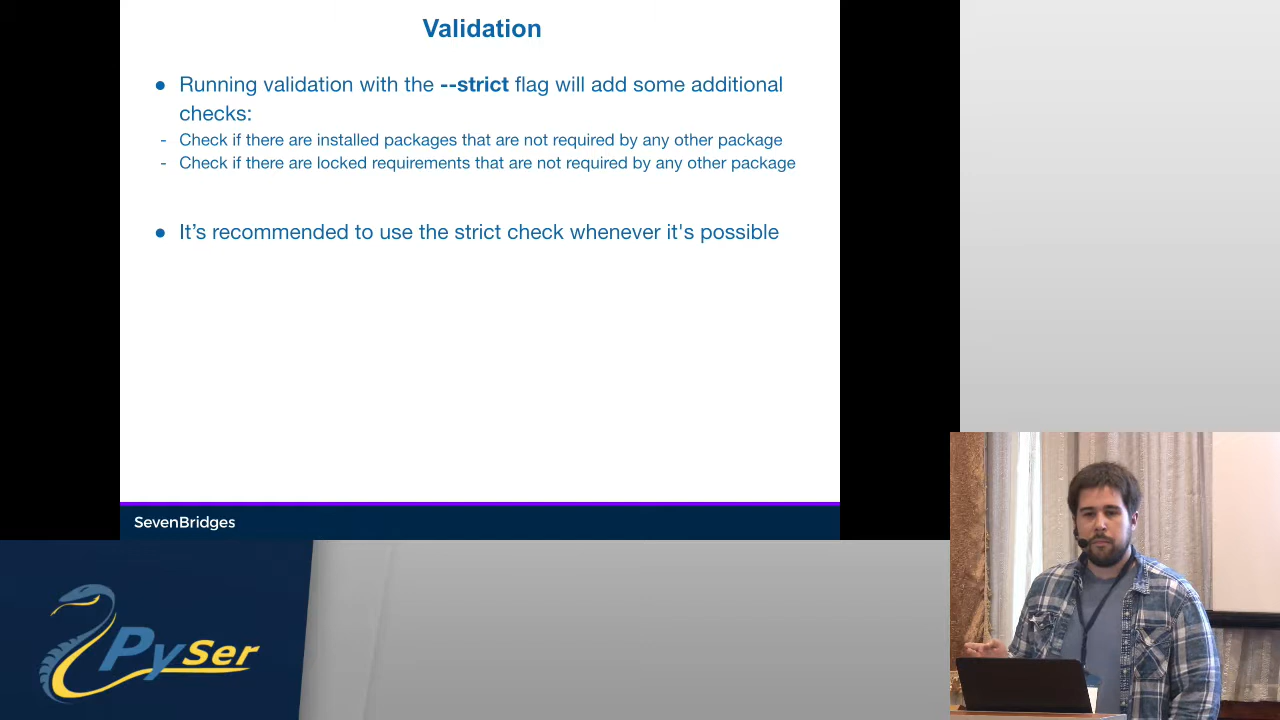 Validation
● Running validation with the --strict flag will add some additional
checks:
- Check if there are installed packages that are not required by any other package
- Check if there are locked requirements that are not required by any other package
● It’s recommended to use the strict check whenever it's possible
SevenBridges
PySer